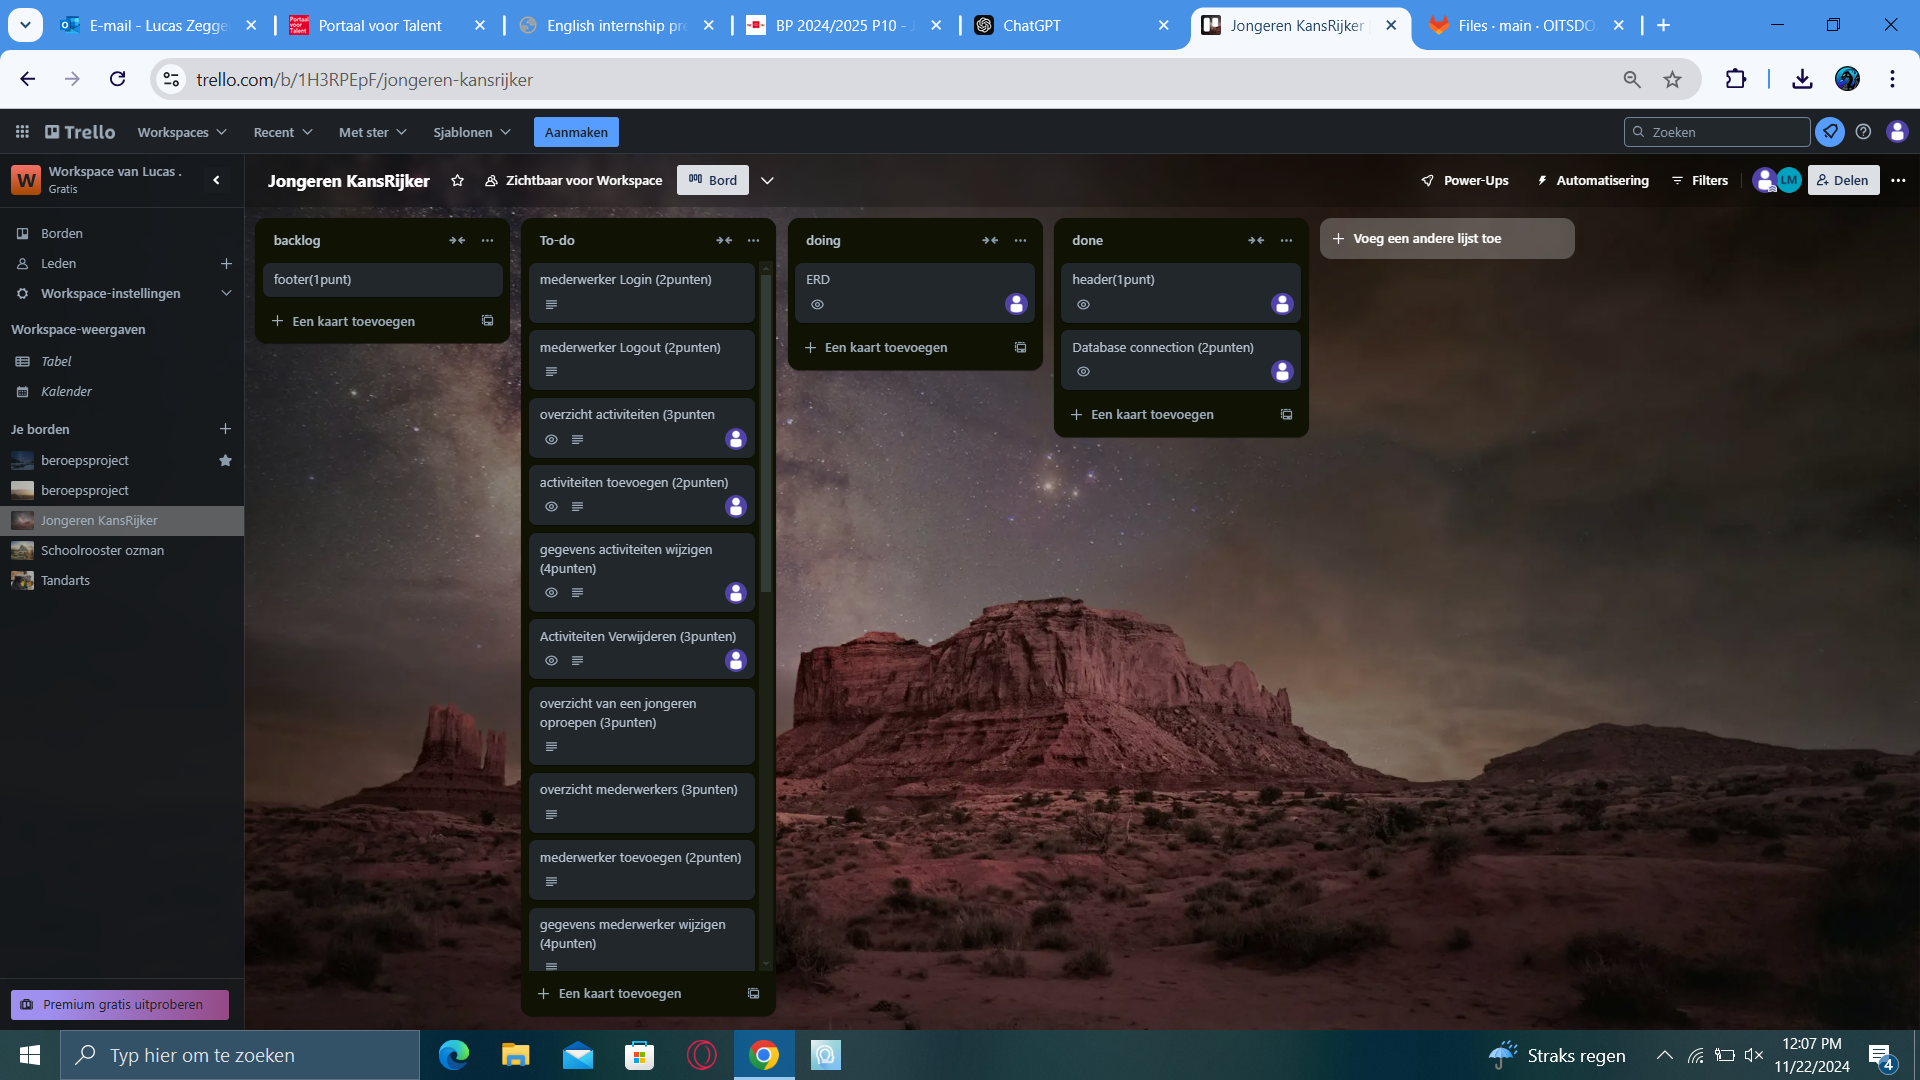 E-mail - Lucas Zegge
Portaal voor Talent
Portaal voor Talent
English internship pre
BP 2024/2025 P10 - J
ChatGPT
Jongeren KansRijker
Files · main · OITSDO
trello.com/b/1H3RPEpF/jongeren-kansrijker
Trello
Workspaces
Recent
Met ster
Sjablonen
Aanmaken
Zoeken
W
Workspace van Lucas .
Gratis
Jongeren KansRijker
Zichtbaar voor Workspace
Bord
Power-Ups
Automatisering
Filters
LM
Delen
Borden
Leden
Workspace-instellingen
Workspace-weergaven
Tabel
Kalender
Je borden
beroepsproject
beroepsproject
Jongeren KansRijker
Schoolrooster ozman
Tandarts
Premium gratis uitproberen
backlog
footer(1punt)
Een kaart toevoegen
To-do
mederwerker Login (2punten)
mederwerker Logout (2punten)
overzicht activiteiten (3punten
activiteiten toevoegen (2punten)
gegevens activiteiten wijzigen
(4punten)
Activiteiten Verwijderen (3punten)
overzicht van een jongeren
oproepen (3punten)
overzicht mederwerkers (3punten)
mederwerker toevoegen (2punten)
gegevens mederwerker wijzigen
(4punten)
Een kaart toevoegen
doing
ERD
Een kaart toevoegen
done
header(1punt)
Database connection (2punten)
Een kaart toevoegen
Voeg een andere lijst toe
Typ hier om te zoeken
Straks regen
12:07 PM
11/22/2024
4